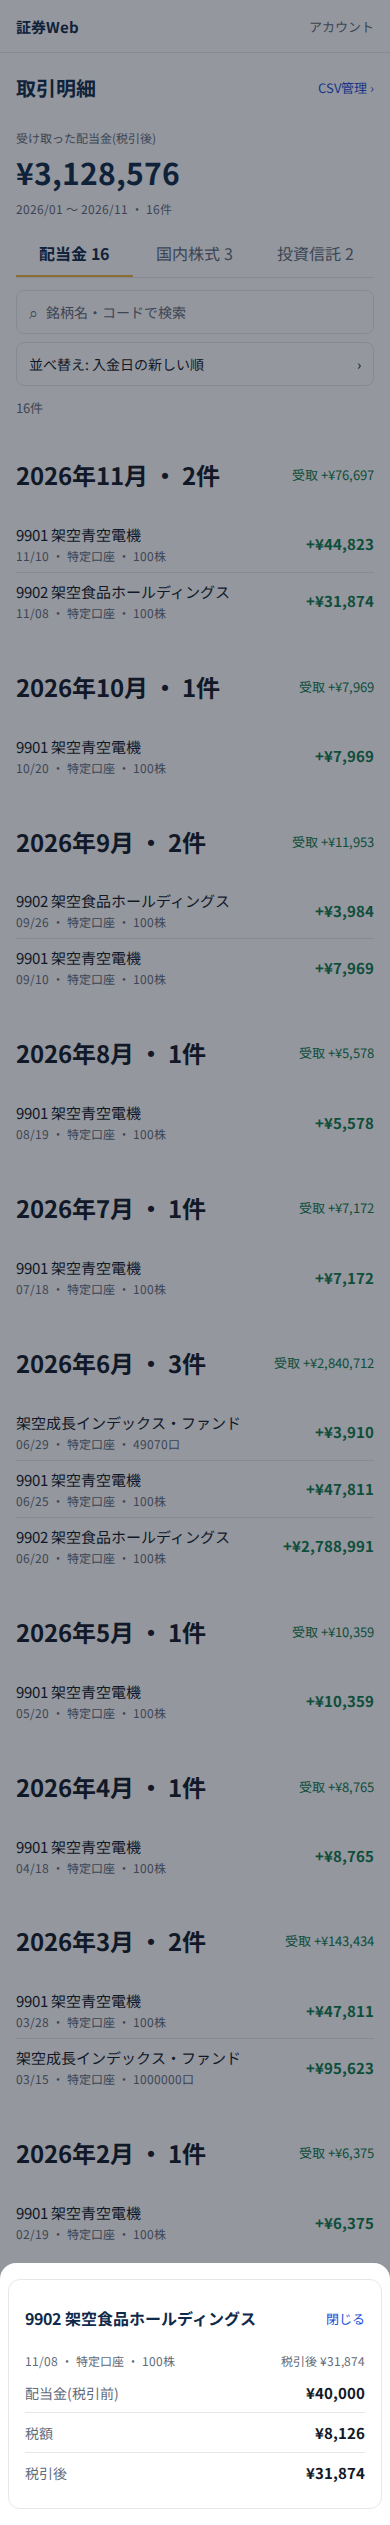 証券Web
アカウント
取引明細
CSV管理 ›
受け取った配当金(税引後)
¥3,128,576
2026/01 〜 2026/11 ・ 16件
配当金 16
国内株式 3
投資信託 2
⌕ 銘柄名・コードで検索
並べ替え: 入金日の新しい順 ›
16件
2026年11月 ・ 2件
受取 +¥76,697
9901 架空青空電機
11/10 ・ 特定口座 ・ 100株
+¥44,823
9902 架空食品ホールディングス
11/08 ・ 特定口座 ・ 100株
+¥31,874
2026年10月 ・ 1件
受取 +¥7,969
9901 架空青空電機
10/20 ・ 特定口座 ・ 100株
+¥7,969
2026年9月 ・ 2件
受取 +¥11,953
9902 架空食品ホールディングス
09/26 ・ 特定口座 ・ 100株
+¥3,984
9901 架空青空電機
09/10 ・ 特定口座 ・ 100株
+¥7,969
2026年8月 ・ 1件
受取 +¥5,578
9901 架空青空電機
08/19 ・ 特定口座 ・ 100株
+¥5,578
2026年7月 ・ 1件
受取 +¥7,172
9901 架空青空電機
07/18 ・ 特定口座 ・ 100株
+¥7,172
2026年6月 ・ 3件
受取 +¥2,840,712
架空成長インデックス・ファンド
06/29 ・ 特定口座 ・ 49070口
+¥3,910
9901 架空青空電機
06/25 ・ 特定口座 ・ 100株
+¥47,811
9902 架空食品ホールディングス
06/20 ・ 特定口座 ・ 100株
+¥2,788,991
2026年5月 ・ 1件
受取 +¥10,359
9901 架空青空電機
05/20 ・ 特定口座 ・ 100株
+¥10,359
2026年4月 ・ 1件
受取 +¥8,765
9901 架空青空電機
04/18 ・ 特定口座 ・ 100株
+¥8,765
2026年3月 ・ 2件
受取 +¥143,434
9901 架空青空電機
03/28 ・ 特定口座 ・ 100株
+¥47,811
架空成長インデックス・ファンド
03/15 ・ 特定口座 ・ 1000000口
+¥95,623
2026年2月 ・ 1件
受取 +¥6,375
9901 架空青空電機
02/19 ・ 特定口座 ・ 100株
+¥6,375
9902 架空食品ホールディングス
閉じる
11/08 ・ 特定口座 ・ 100株
税引後 ¥31,874
配当金(税引前)
¥40,000
税額
¥8,126
税引後
¥31,874